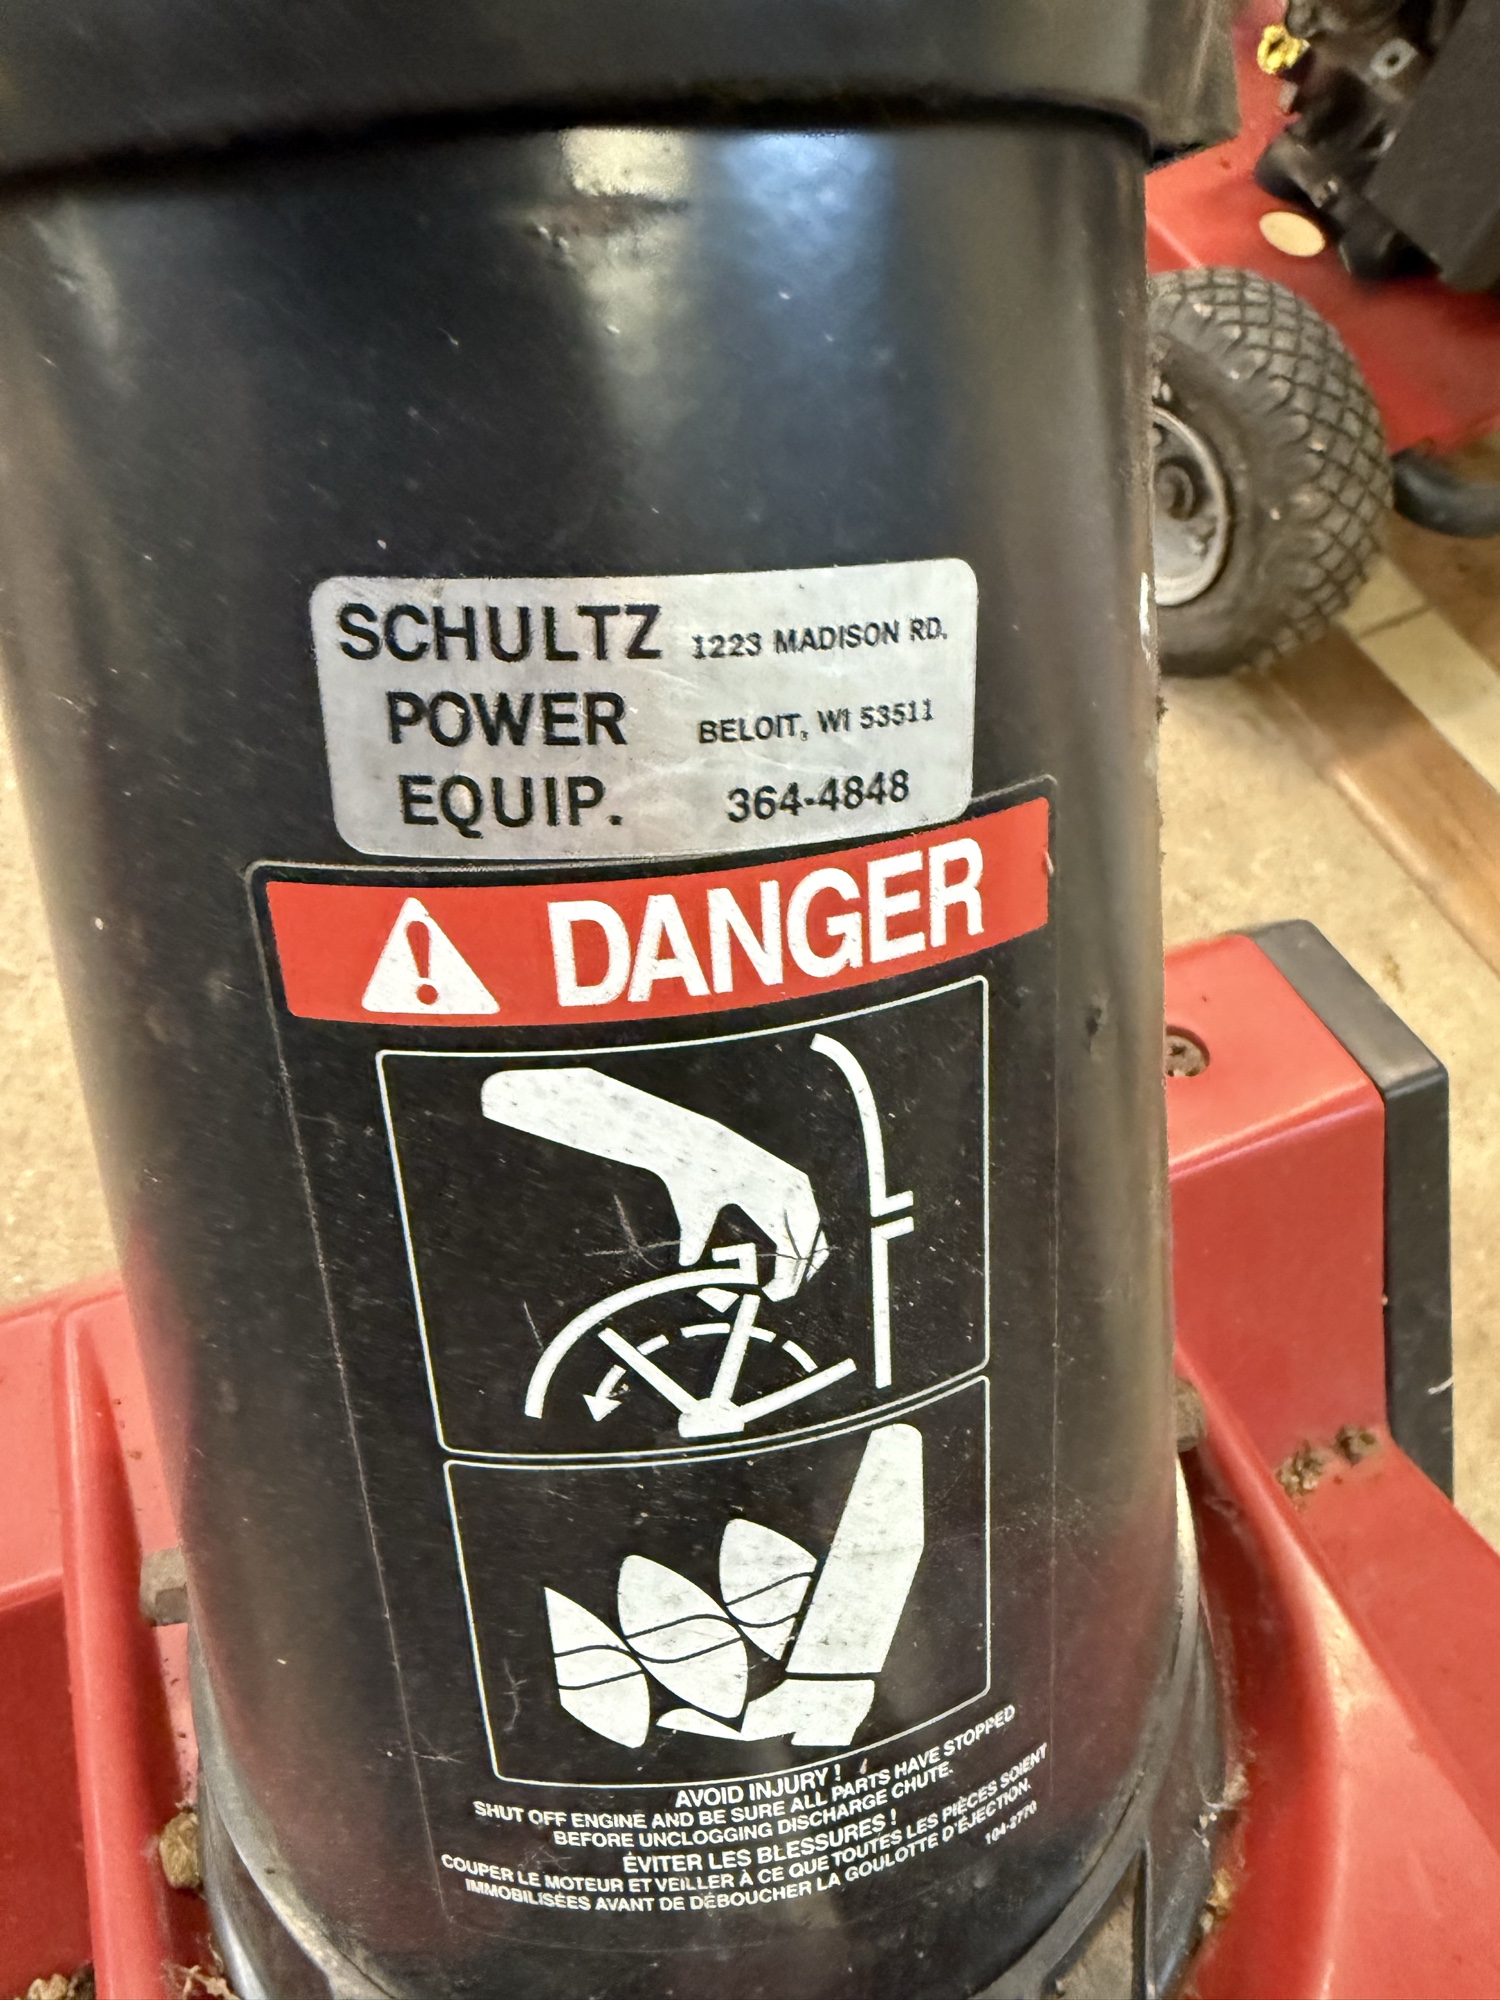 SCHULTZ 1223 MADISON RD.
POWER BELOIT, WI 53511
EQUIP. 364-4848
DANGER
AVOID INJURY !
SHUT OFF ENGINE AND BE SURE ALL PARTS HAVE STOPPED
BEFORE UNCLOGGING DISCHARGE CHUTE.
ÉVITER LES BLESSURES !
COUPER LE MOTEUR ET VEILLER À CE QUE TOUTES LES PIÈCES SOIENT
IMMOBILISÉES AVANT DE DÉBOUCHER LA GOULOTTE D'ÉJECTION.
104-2770